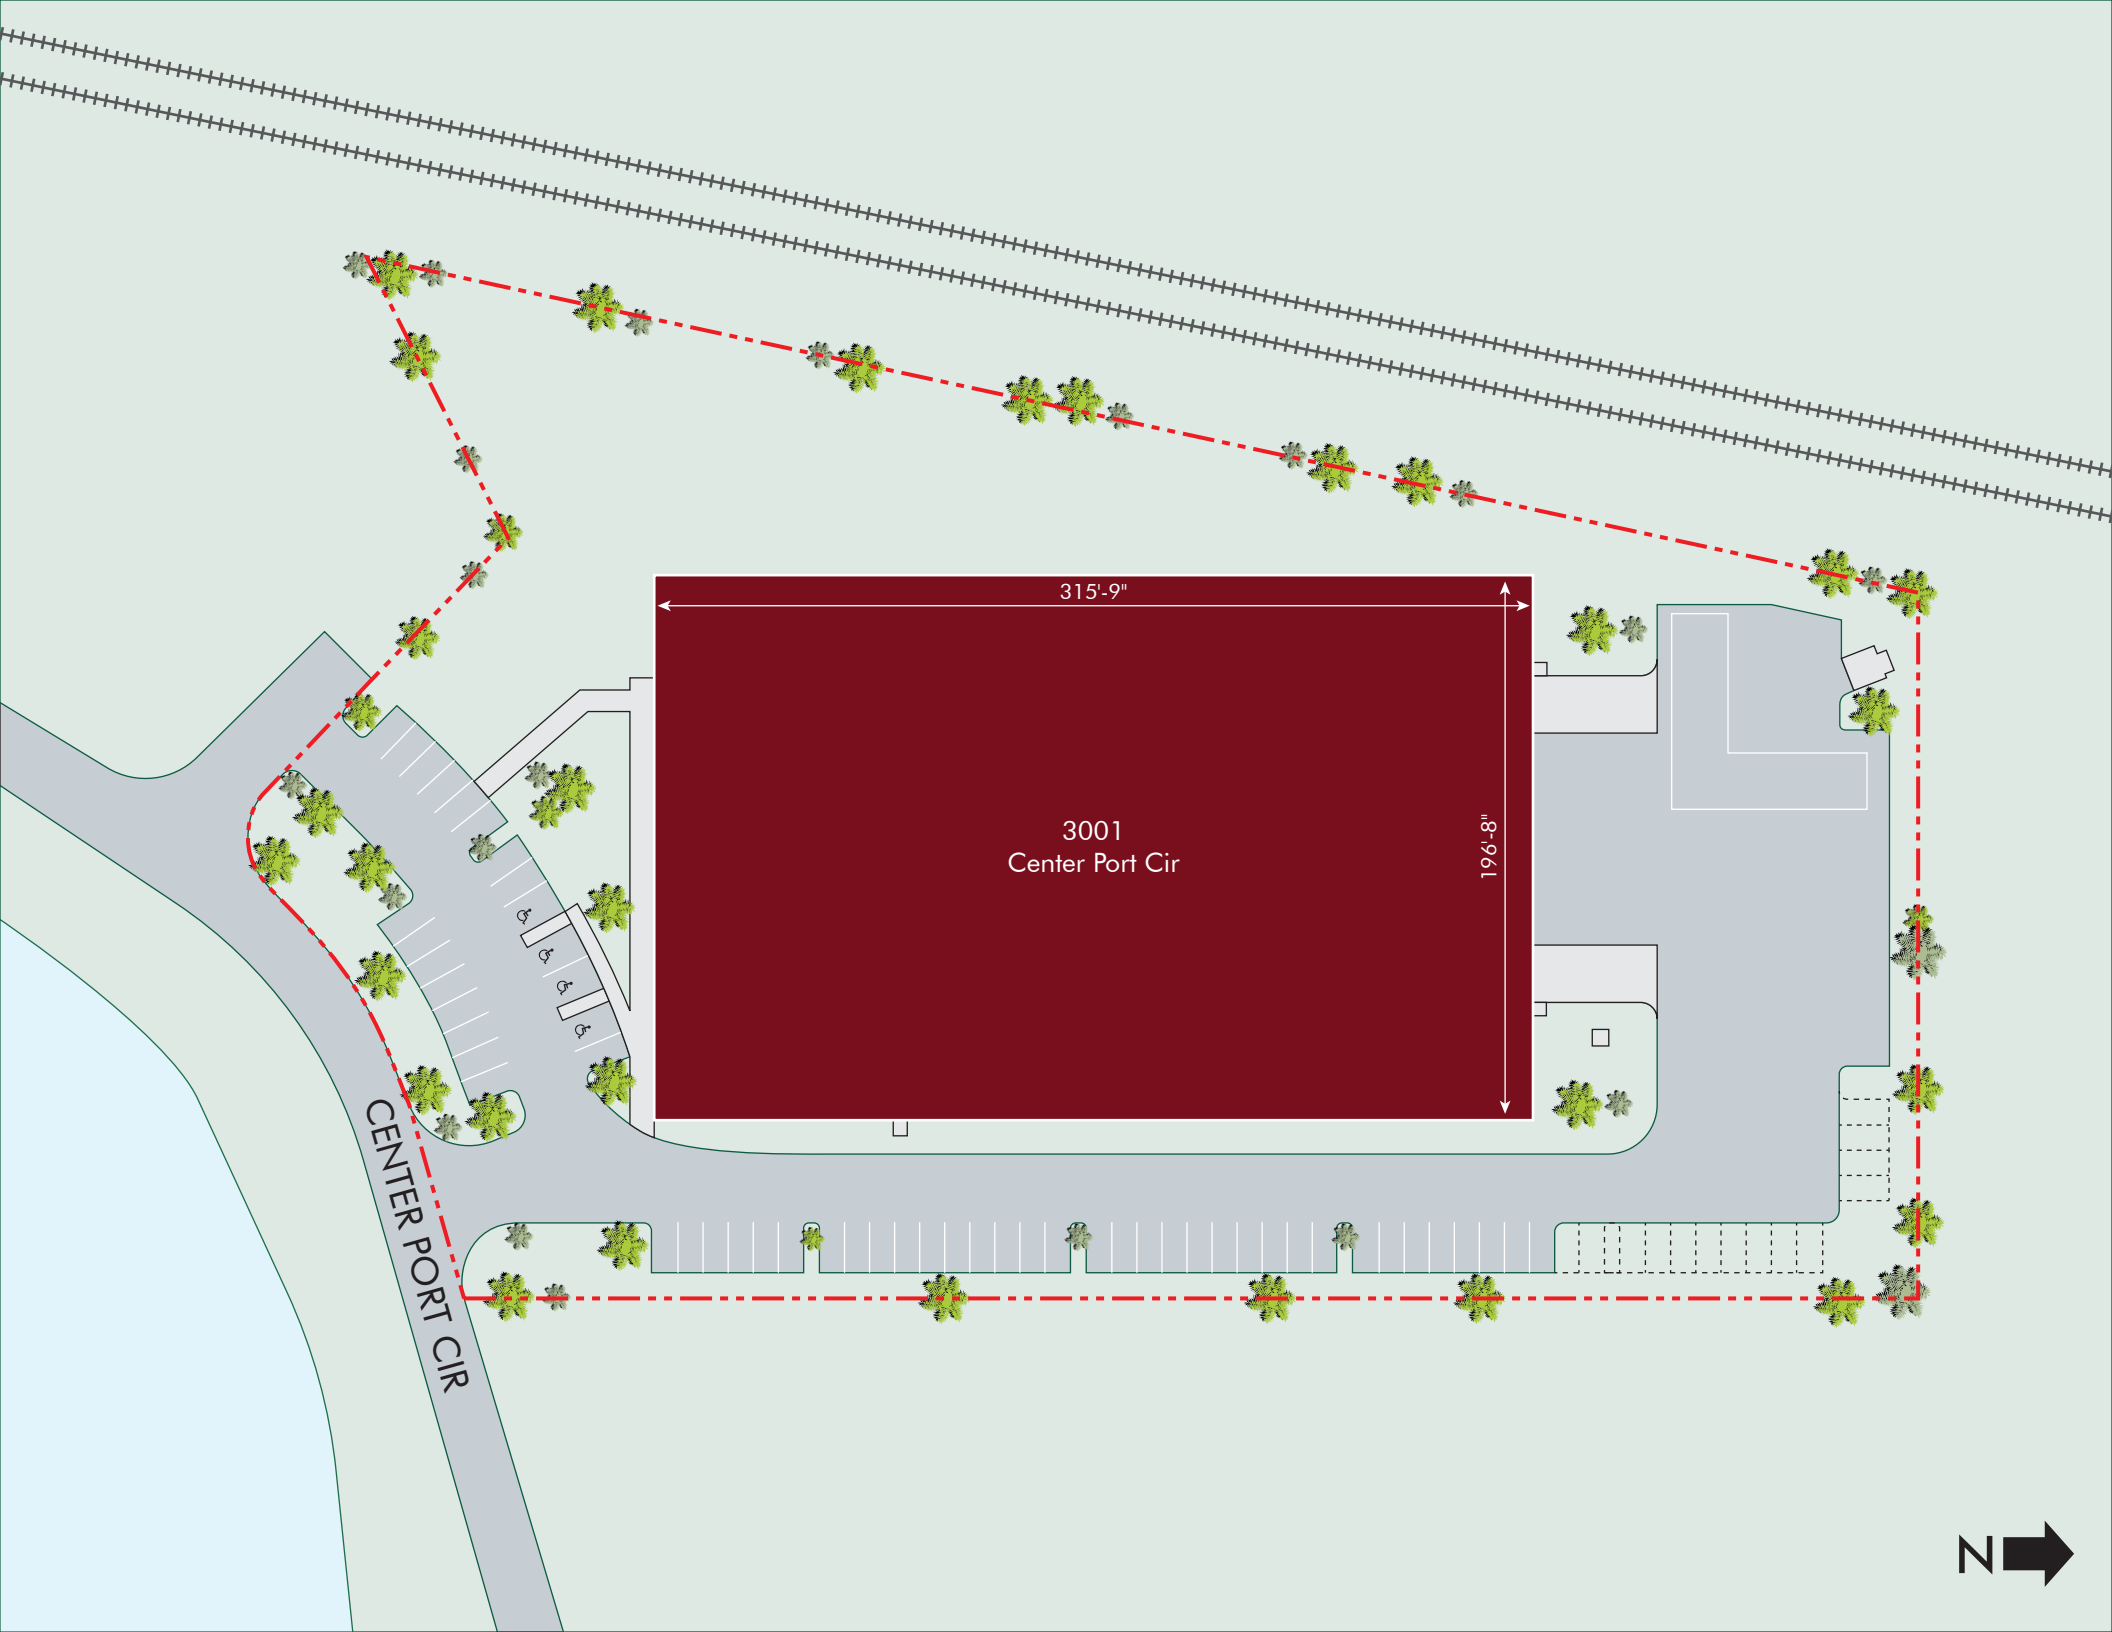 315'-9"
196'-8"
3001
Center Port Cir
CENTER PORT CIR
N